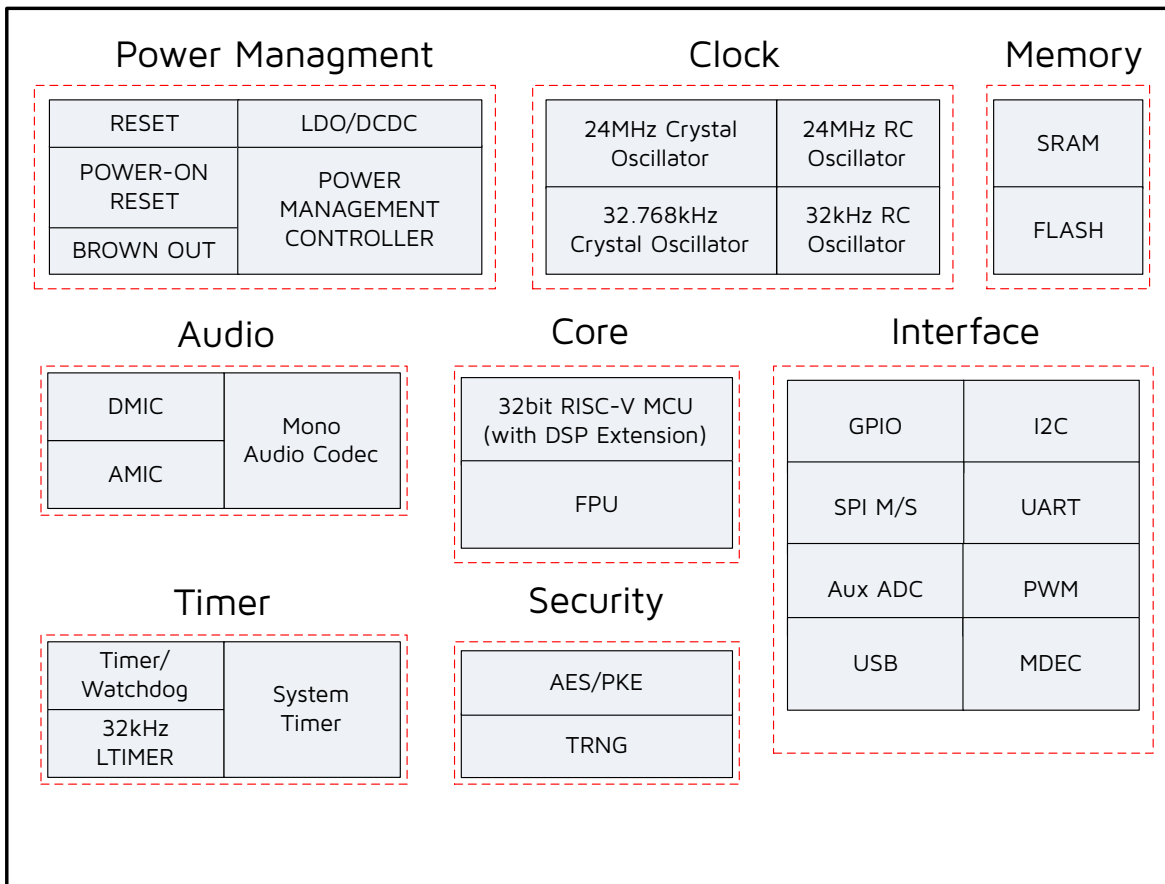 Power Managment
RESET
LDO/DCDC
POWER-ON
RESET
POWER
MANAGEMENT
CONTROLLER
BROWN OUT
Clock
24MHz Crystal
Oscillator
24MHz RC
Oscillator
32.768kHz
Crystal Oscillator
32kHz RC
Oscillator
Memory
SRAM
FLASH
Audio
DMIC
AMIC
Mono
Audio Codec
Core
32bit RISC-V MCU
(with DSP Extension)
FPU
Interface
GPIO
I2C
SPI M/S
UART
Aux ADC
PWM
USB
MDEC
Timer
Timer/
Watchdog
32kHz
LTIMER
System
Timer
Security
AES/PKE
TRNG